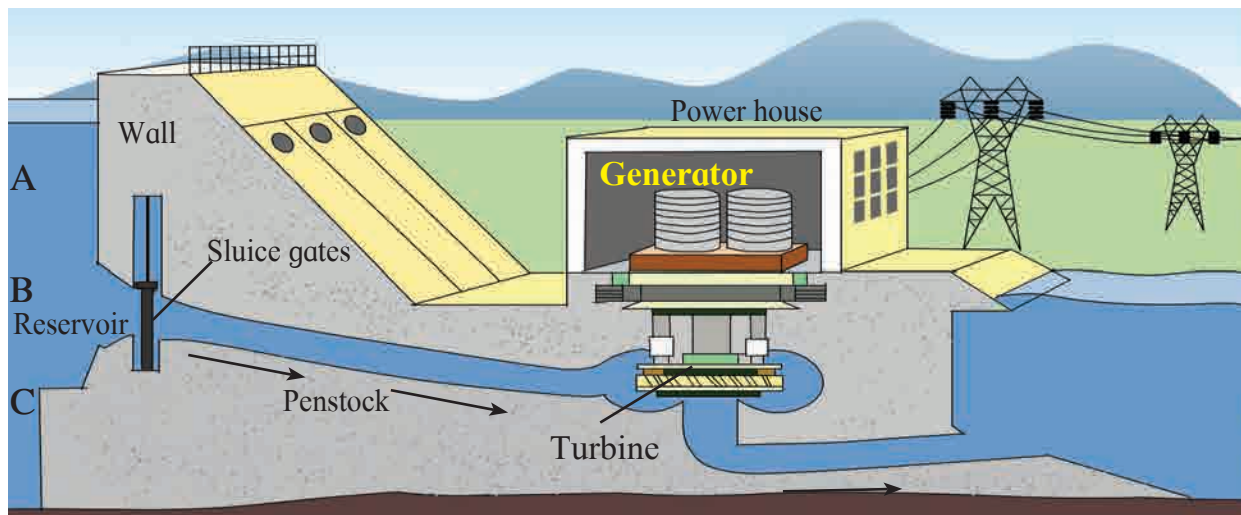 Power house
Wall
Generator
A
Sluice gates
B
Reservoir
C
Penstock
Turbine